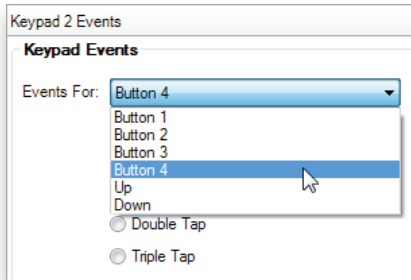 Keypad 2 Events
Keypad Events
Events For: Button 4
Button 1
Button 2
Button 3
Button 4
Up
Down
Double Tap
Triple Tap